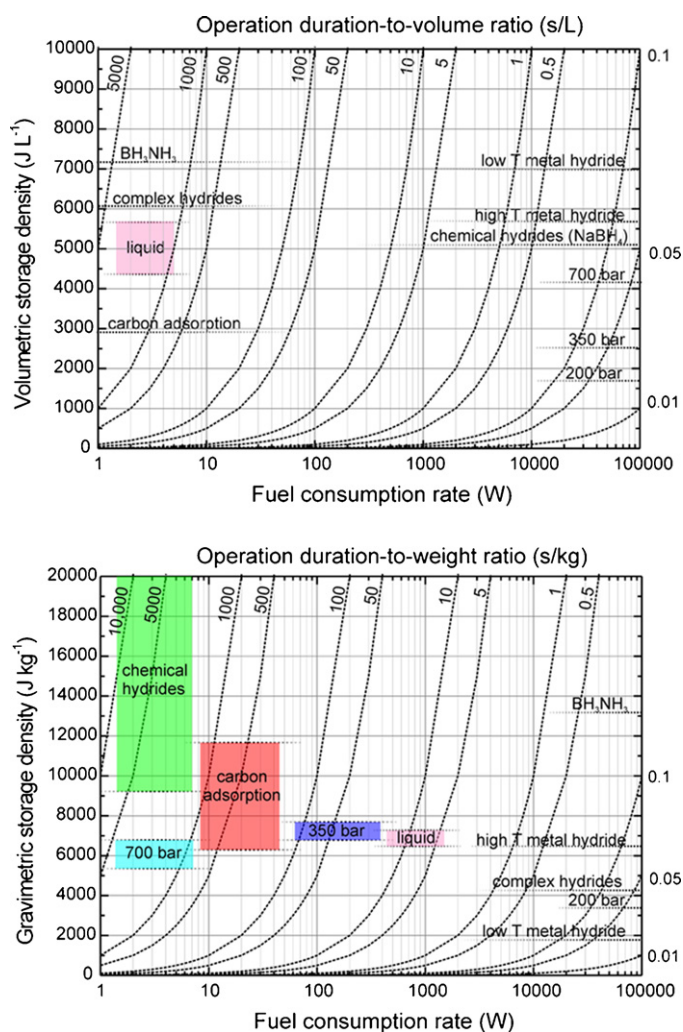 Operation duration-to-volume ratio (s/L)
10000
9000
8000
7000
6000
5000
4000
3000
2000
1000
0
Volumetric storage density (J L⁻¹)
5000
1000
500
100
50
10
5
1
0.5
0.1
0.05
0.01
BH₃NH₃
low T metal hydride
complex hydrides
high T metal hydride
liquid
chemical hydrides (NaBH₄)
700 bar
carbon adsorption
350 bar
200 bar
1
10
100
1000
10000
100000
Fuel consumption rate (W)
Operation duration-to-weight ratio (s/kg)
20000
18000
16000
14000
12000
10000
8000
6000
4000
2000
0
Gravimetric storage density (J kg⁻¹)
10,000
5000
1000
500
100
50
10
5
1
0.5
0.1
0.05
0.01
chemical
hydrides
BH₃NH₃
carbon
adsorption
350 bar
liquid
high T metal hydride
700 bar
complex hydrides
200 bar
low T metal hydride
1
10
100
1000
10000
100000
Fuel consumption rate (W)